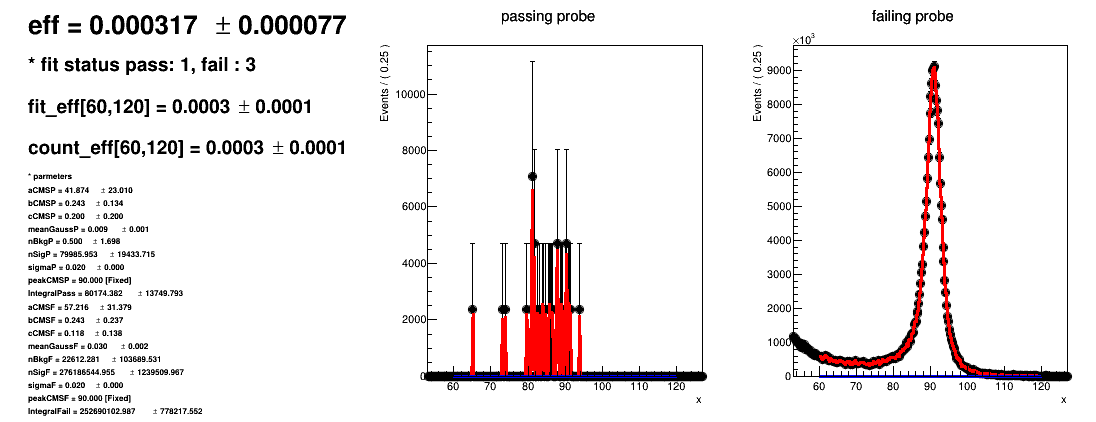 eff = 0.000317 ± 0.000077
* fit status pass: 1, fail : 3
fit_eff[60,120] = 0.0003 ± 0.0001
count_eff[60,120] = 0.0003 ± 0.0001
* parmeters
aCMSP = 41.874 ± 23.010
bCMSP = 0.243 ± 0.134
cCMSP = 0.200 ± 0.200
meanGaussP = 0.009 ± 0.001
nBkgP = 0.500 ± 1.698
nSigP = 79985.953 ± 19433.715
sigmaP = 0.020 ± 0.000
peakCMSP = 90.000 [Fixed]
IntegralPass = 80174.382 ± 13749.793
aCMSF = 57.216 ± 31.379
bCMSF = 0.243 ± 0.237
cCMSF = 0.118 ± 0.138
meanGaussF = 0.030 ± 0.002
nBkgF = 22612.281 ± 103689.531
nSigF = 276186544.955 ± 1239509.967
sigmaF = 0.020 ± 0.000
peakCMSF = 90.000 [Fixed]
IntegralFail = 252690102.987 ± 778217.552
passing probe
Events / ( 0.25 )
10000
8000
6000
4000
2000
0
60 70 80 90 100 110 120
x
failing probe
×10³
Events / ( 0.25 )
9000
8000
7000
6000
5000
4000
3000
2000
1000
0
60 70 80 90 100 110 120
x